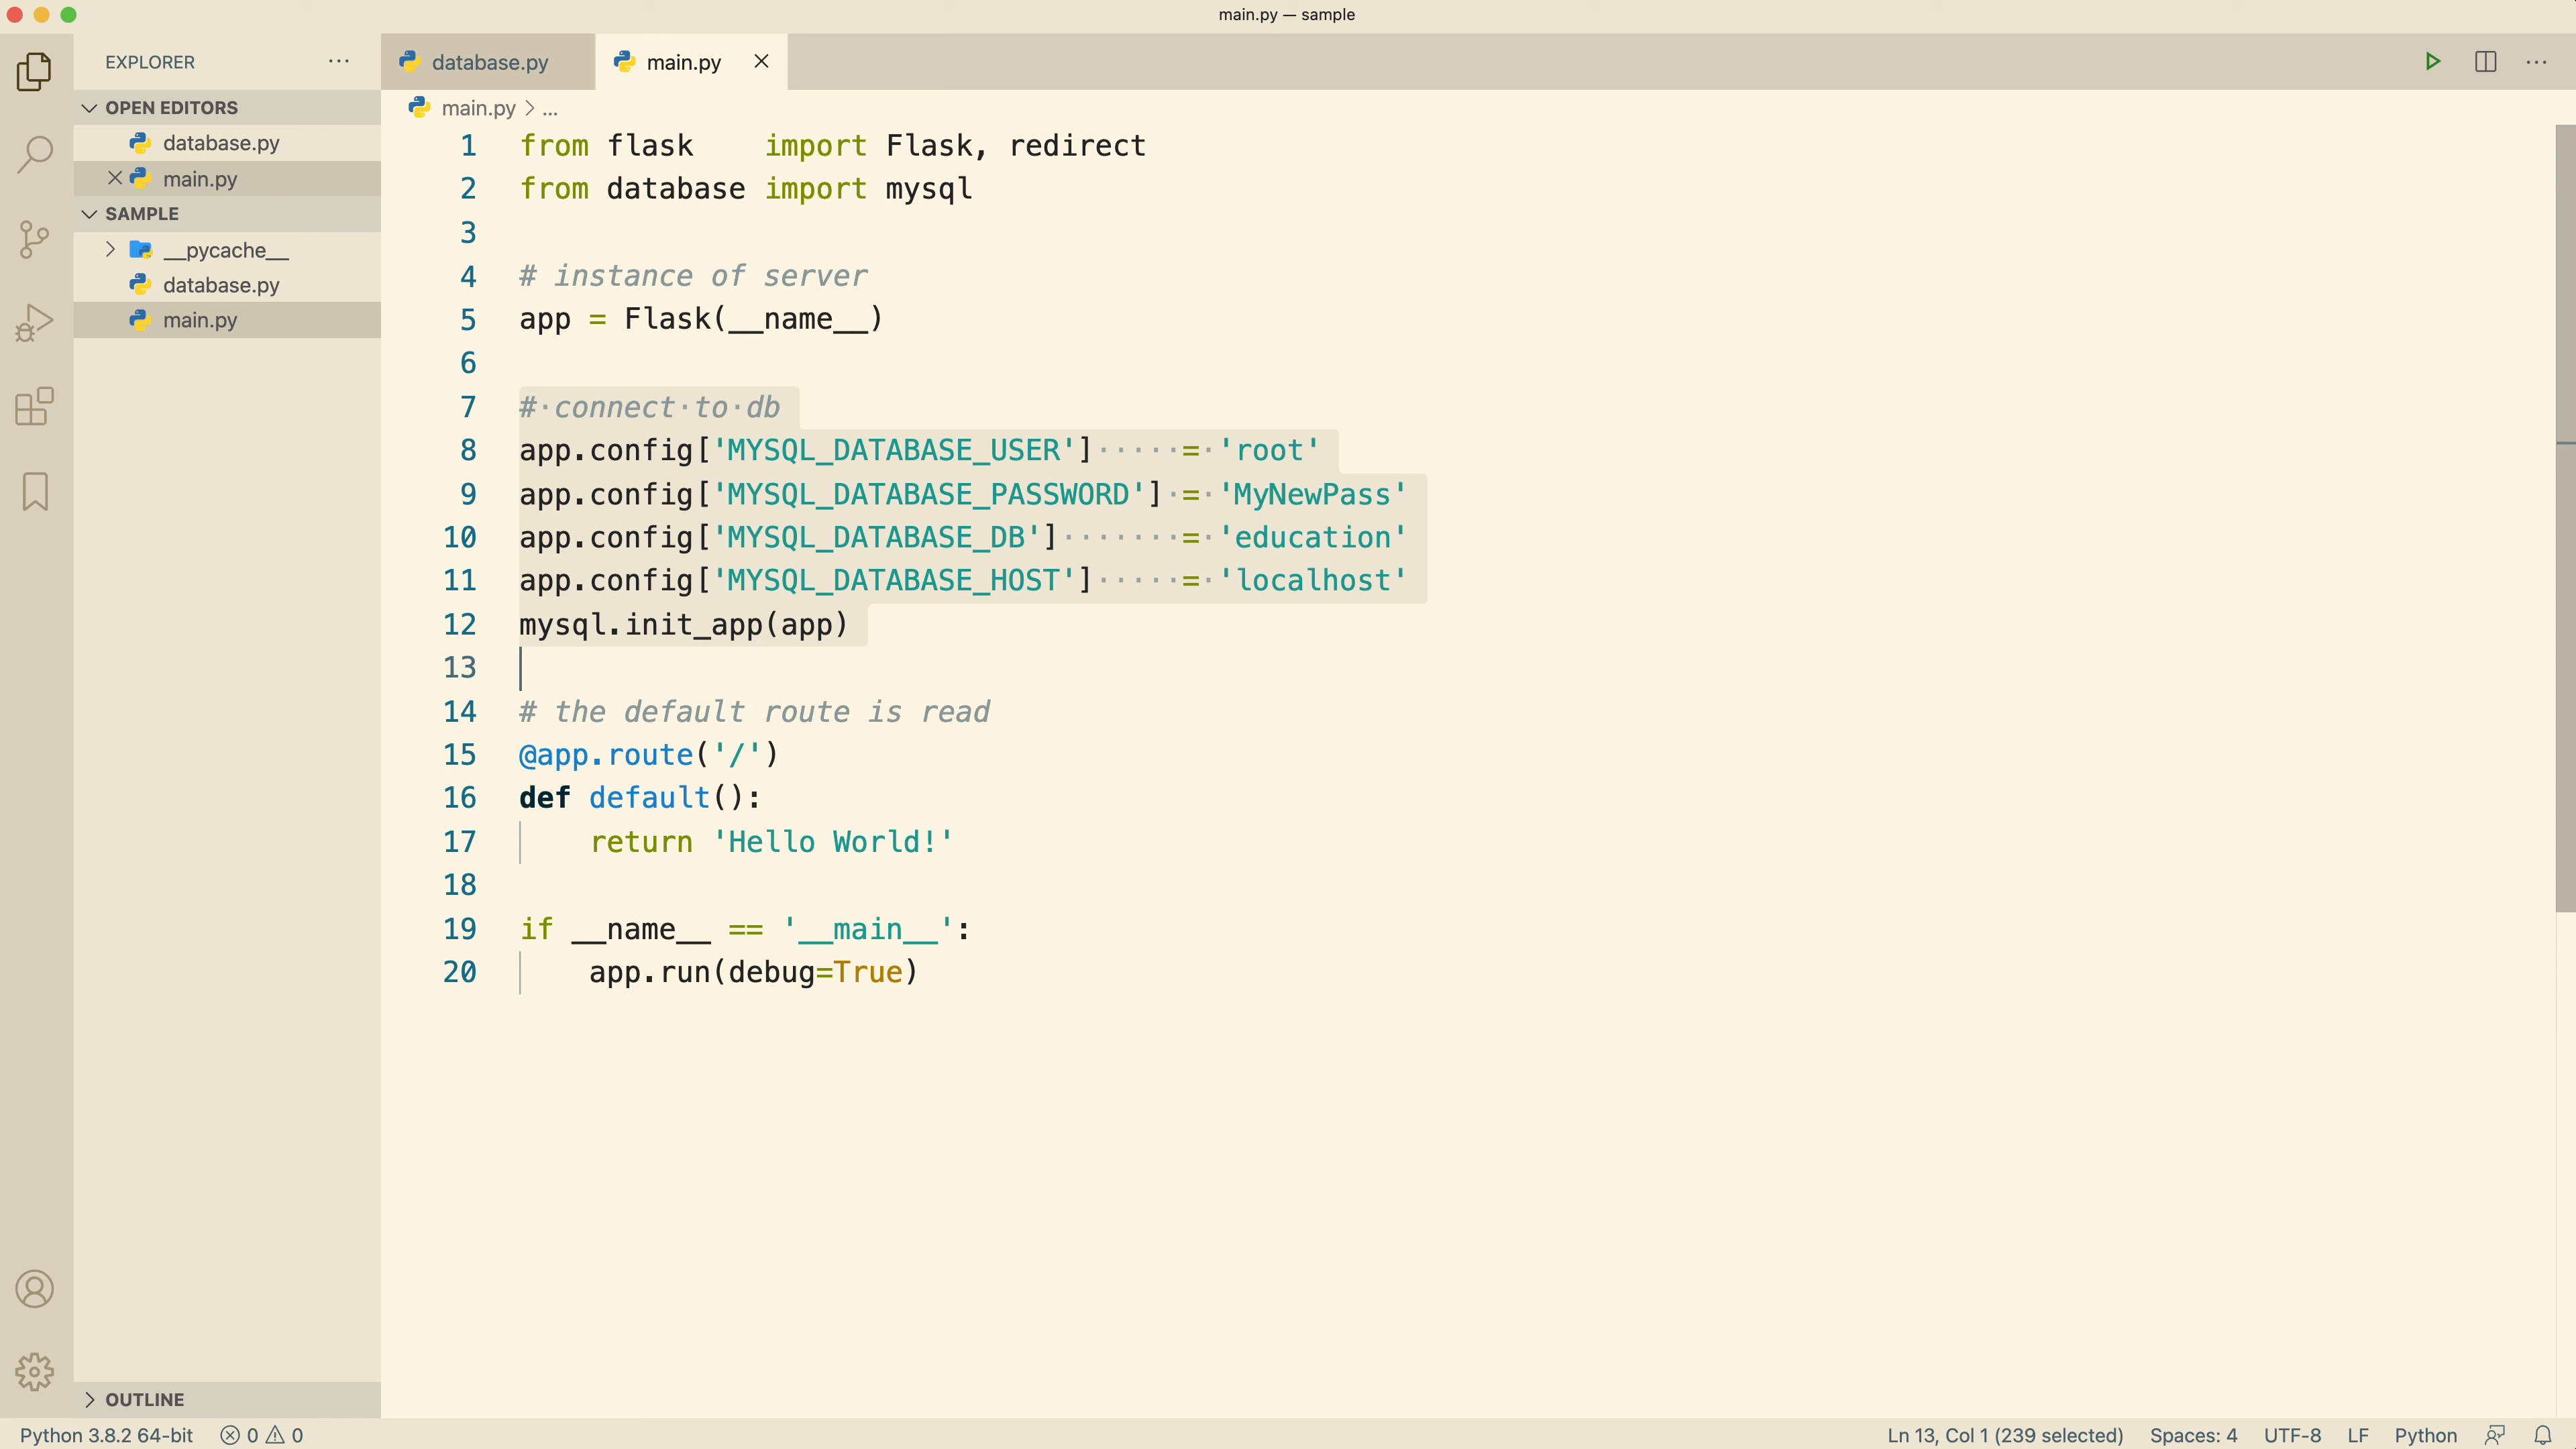 main.py — sample
EXPLORER
database.py
main.py
OPEN EDITORS
database.py
main.py
SAMPLE
__pycache__
database.py
main.py
OUTLINE
main.py > ...
1 from flask    import Flask, redirect
2 from database import mysql
3
4 # instance of server
5 app = Flask(__name__)
6
7 #·connect·to·db
8 app.config['MYSQL_DATABASE_USER']·····=·'root'
9 app.config['MYSQL_DATABASE_PASSWORD']·=·'MyNewPass'
10 app.config['MYSQL_DATABASE_DB']·······=·'education'
11 app.config['MYSQL_DATABASE_HOST']·····=·'localhost'
12 mysql.init_app(app)
13
14 # the default route is read
15 @app.route('/')
16 def default():
17     return 'Hello World!'
18
19 if __name__ == '__main__':
20     app.run(debug=True)
Python 3.8.2 64-bit 0 0 Ln 13, Col 1 (239 selected) Spaces: 4 UTF-8 LF Python